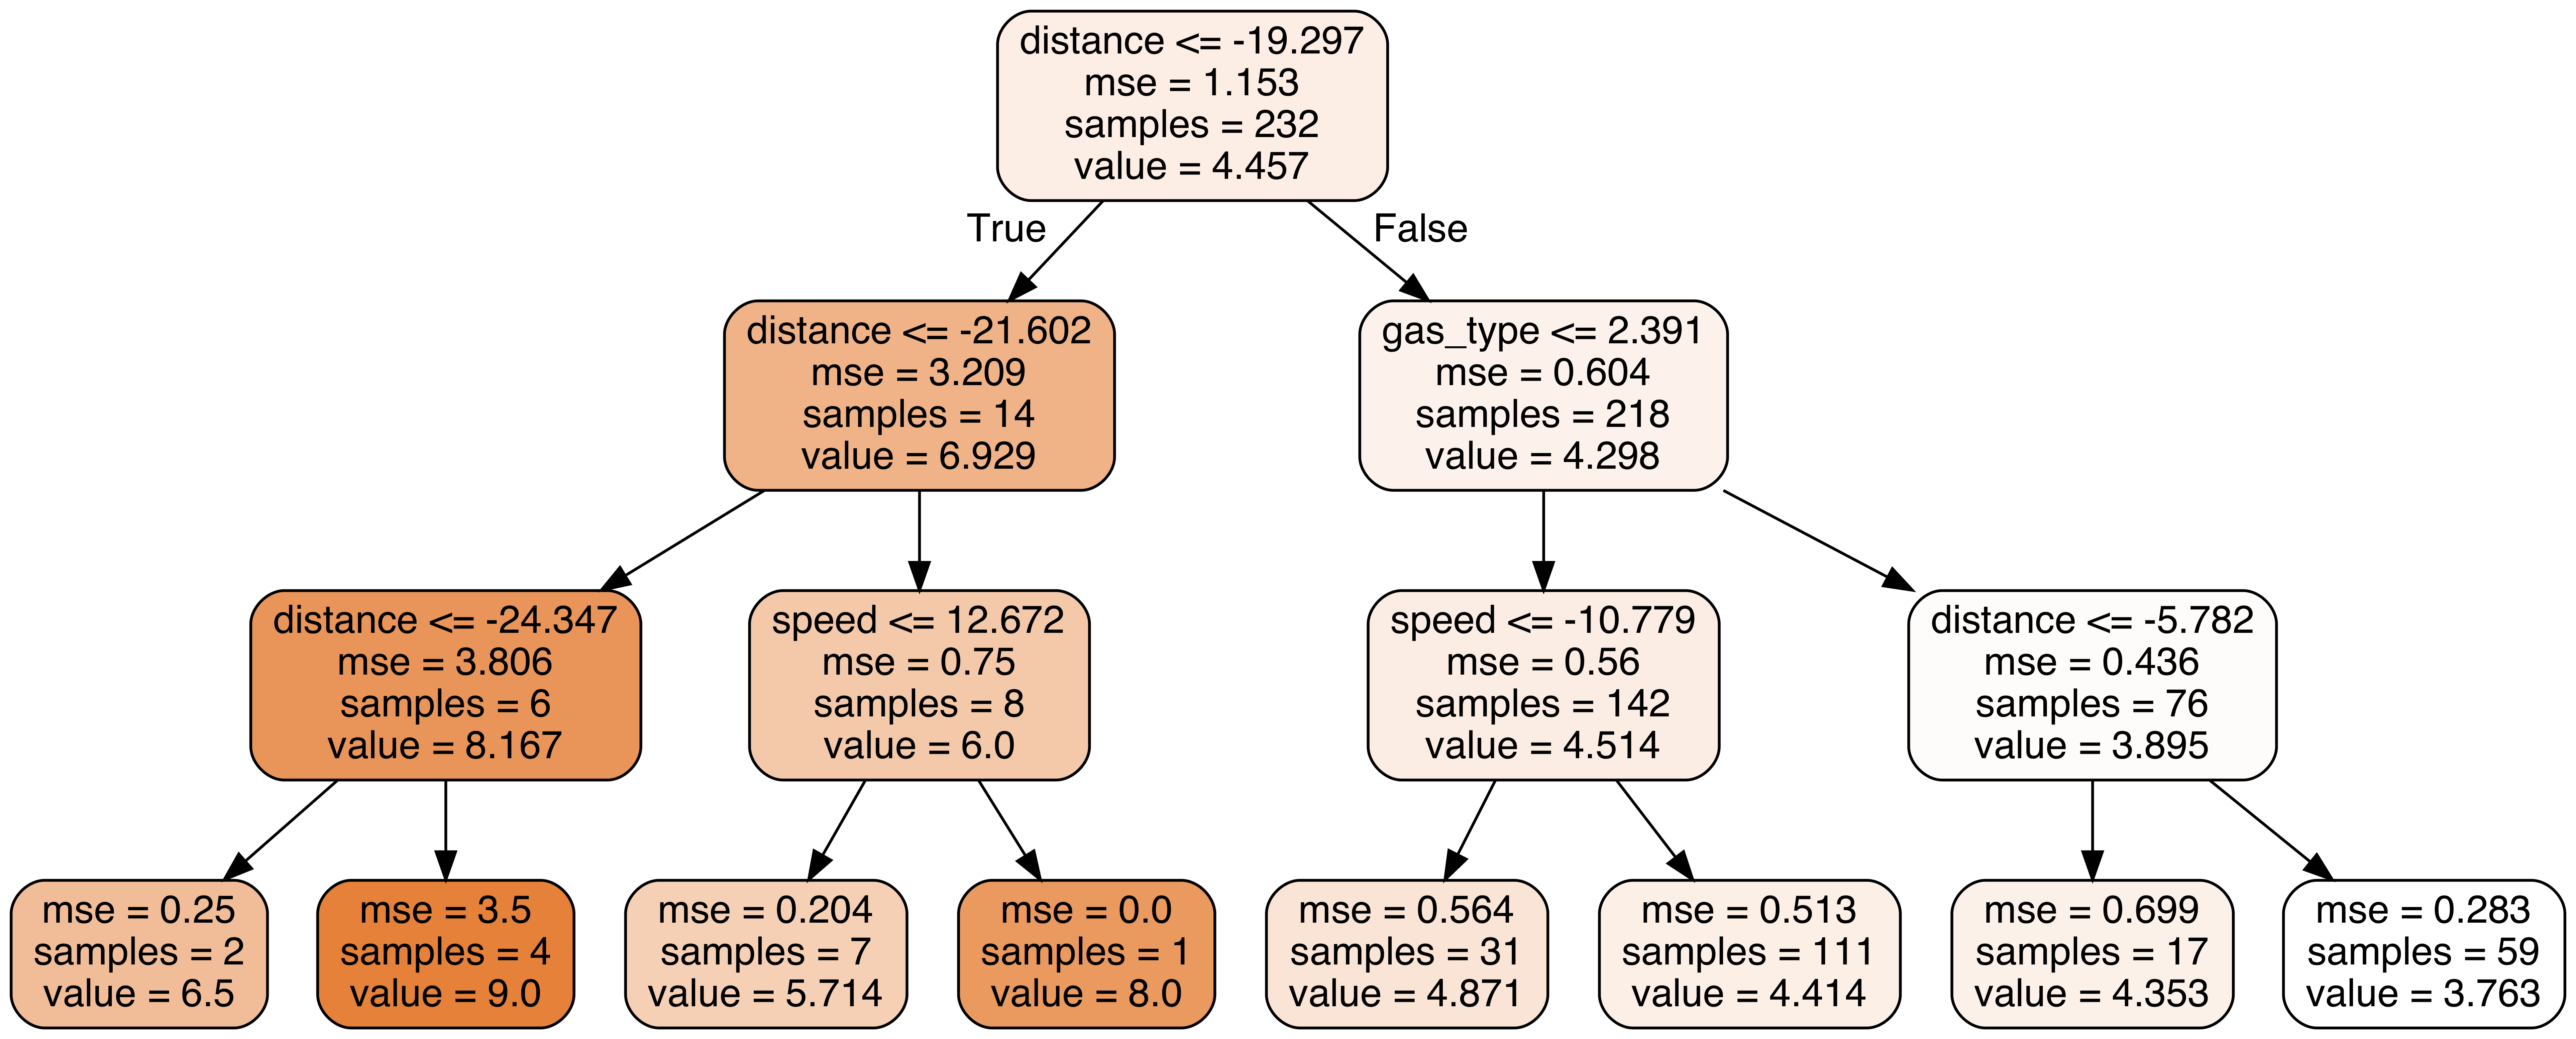 distance <= -19.297
mse = 1.153
samples = 232
value = 4.457
True
False
distance <= -21.602
mse = 3.209
samples = 14
value = 6.929
gas_type <= 2.391
mse = 0.604
samples = 218
value = 4.298
distance <= -24.347
mse = 3.806
samples = 6
value = 8.167
speed <= 12.672
mse = 0.75
samples = 8
value = 6.0
speed <= -10.779
mse = 0.56
samples = 142
value = 4.514
distance <= -5.782
mse = 0.436
samples = 76
value = 3.895
mse = 0.25
samples = 2
value = 6.5
mse = 3.5
samples = 4
value = 9.0
mse = 0.204
samples = 7
value = 5.714
mse = 0.0
samples = 1
value = 8.0
mse = 0.564
samples = 31
value = 4.871
mse = 0.513
samples = 111
value = 4.414
mse = 0.699
samples = 17
value = 4.353
mse = 0.283
samples = 59
value = 3.763